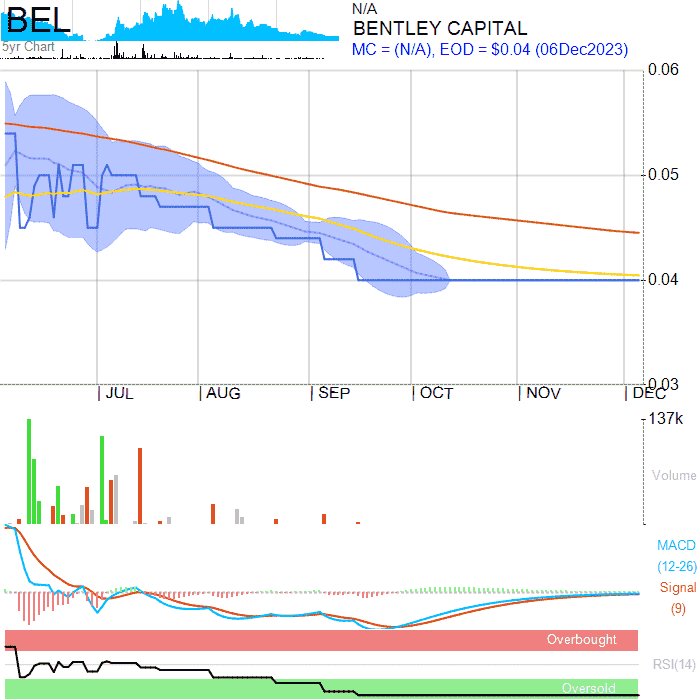 BEL
5yr Chart
N/A
BENTLEY CAPITAL
MC = (N/A), EOD = $0.04 (06Dec2023)
0.06
0.05
0.04
0.03
JUL
AUG
SEP
OCT
NOV
DEC
137k
Volume
MACD
(12-26)
Signal
(9)
Overbought
RSI(14)
Oversold